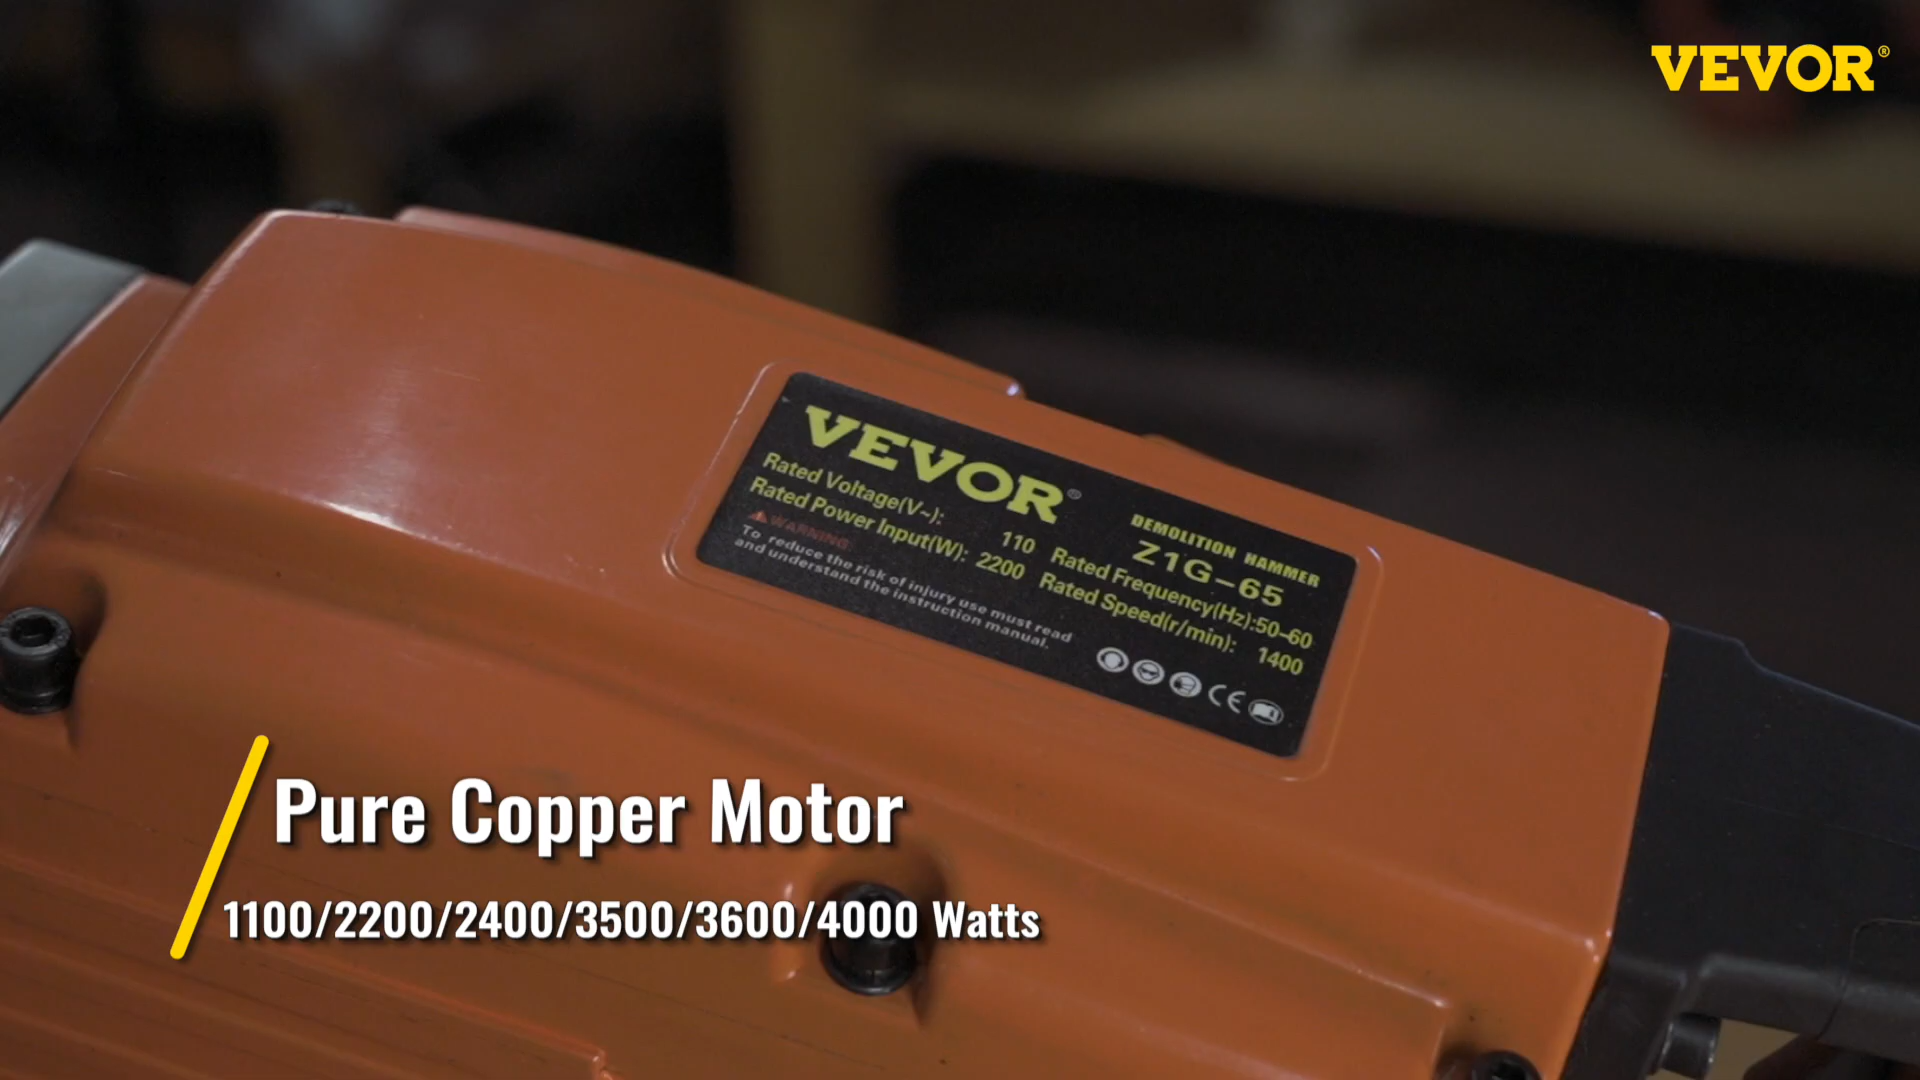 VEVOR®
VEVOR®
DEMOLITION HAMMER
Z1G-65
Rated Voltage(V~): 110 Rated Frequency(Hz):50-60
Rated Power Input(W): 2200 Rated Speed(r/min): 1400
WARNING:
To reduce the risk of injury use must read
and understand the instruction manual.
CE
Pure Copper Motor
1100/2200/2400/3500/3600/4000 Watts